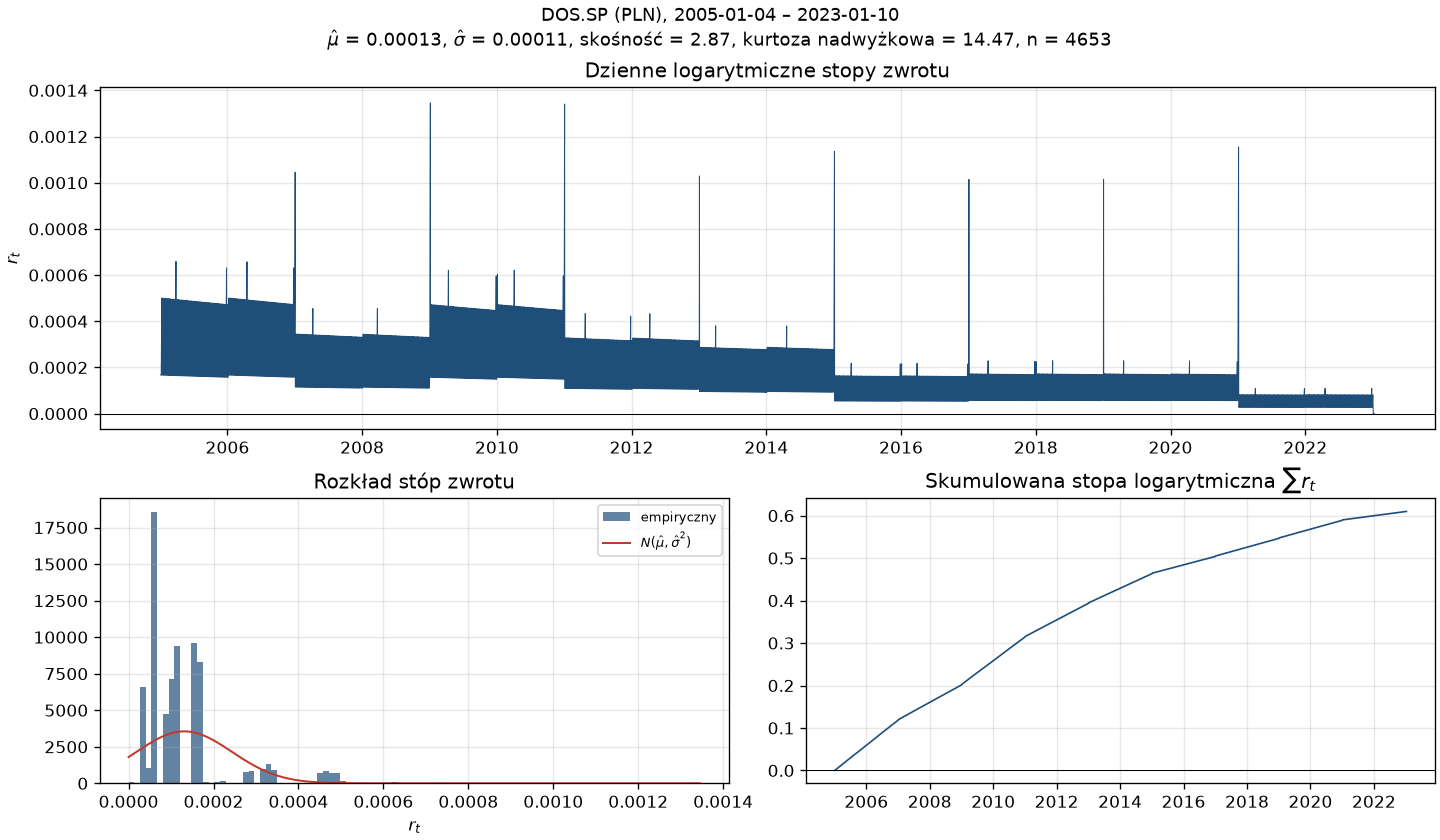 DOS.SP (PLN), 2005-01-04 – 2023-01-10
μ̂ = 0.00013, σ̂ = 0.00011, skośność = 2.87, kurtoza nadwyżkowa = 14.47, n = 4653
Dzienne logarytmiczne stopy zwrotu
0.0014
0.0012
0.0010
0.0008
0.0006
0.0004
0.0002
0.0000
r_t
2006 2008 2010 2012 2014 2016 2018 2020 2022
Rozkład stóp zwrotu
17500
15000
12500
10000
7500
5000
2500
0
empiryczny
N(μ̂, σ̂²)
0.0000 0.0002 0.0004 0.0006 0.0008 0.0010 0.0012 0.0014
r_t
Skumulowana stopa logarytmiczna ∑r_t
0.6
0.5
0.4
0.3
0.2
0.1
0.0
2006 2008 2010 2012 2014 2016 2018 2020 2022